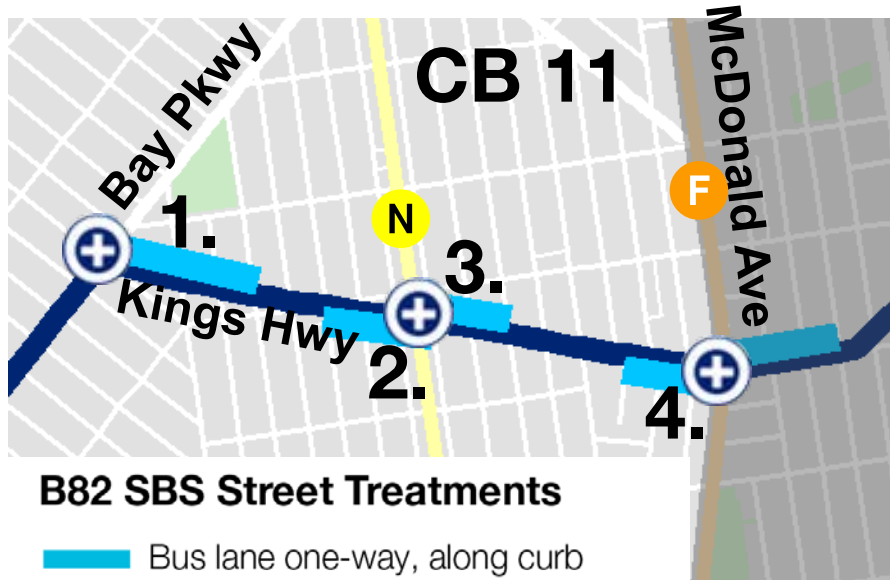 CB 11
Bay Pkwy
McDonald Ave
F
N
1.
3.
Kings Hwy
2.
4.
B82 SBS Street Treatments
Bus lane one-way, along curb